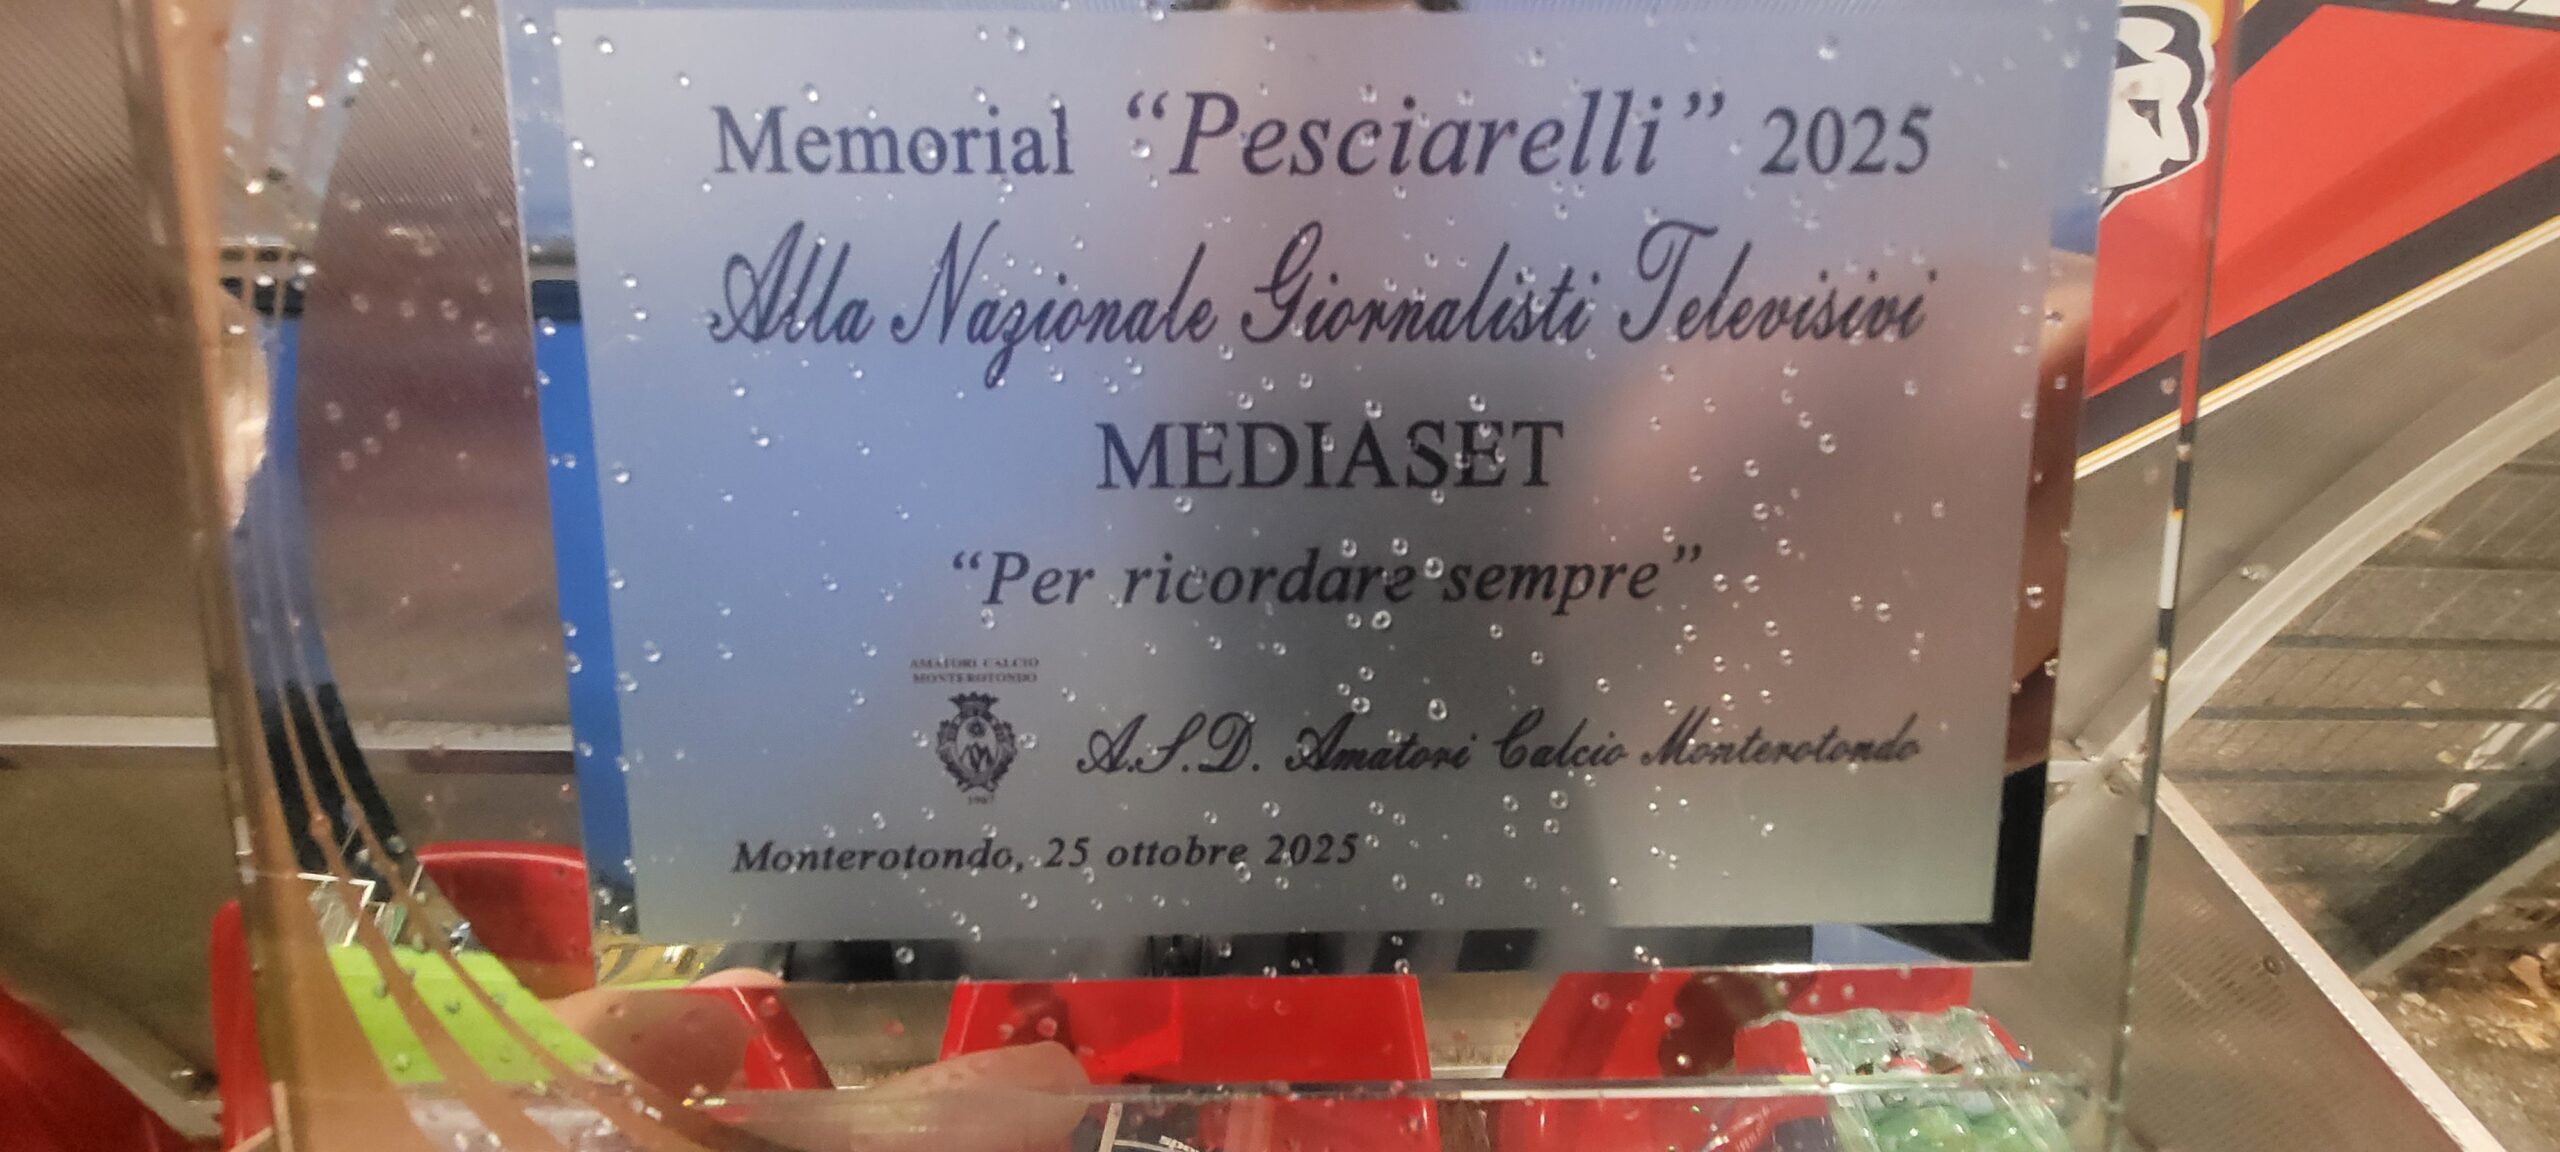 Memorial “Pesciarelli” 2025
Alla Nazionale Giornalisti Televisivi
MEDIASET
“Per ricordare sempre”
AMATORI CALCIO
MONTEROTONDO
A.S.D. Amatori Calcio Monterotondo
Monterotondo, 25 ottobre 2025